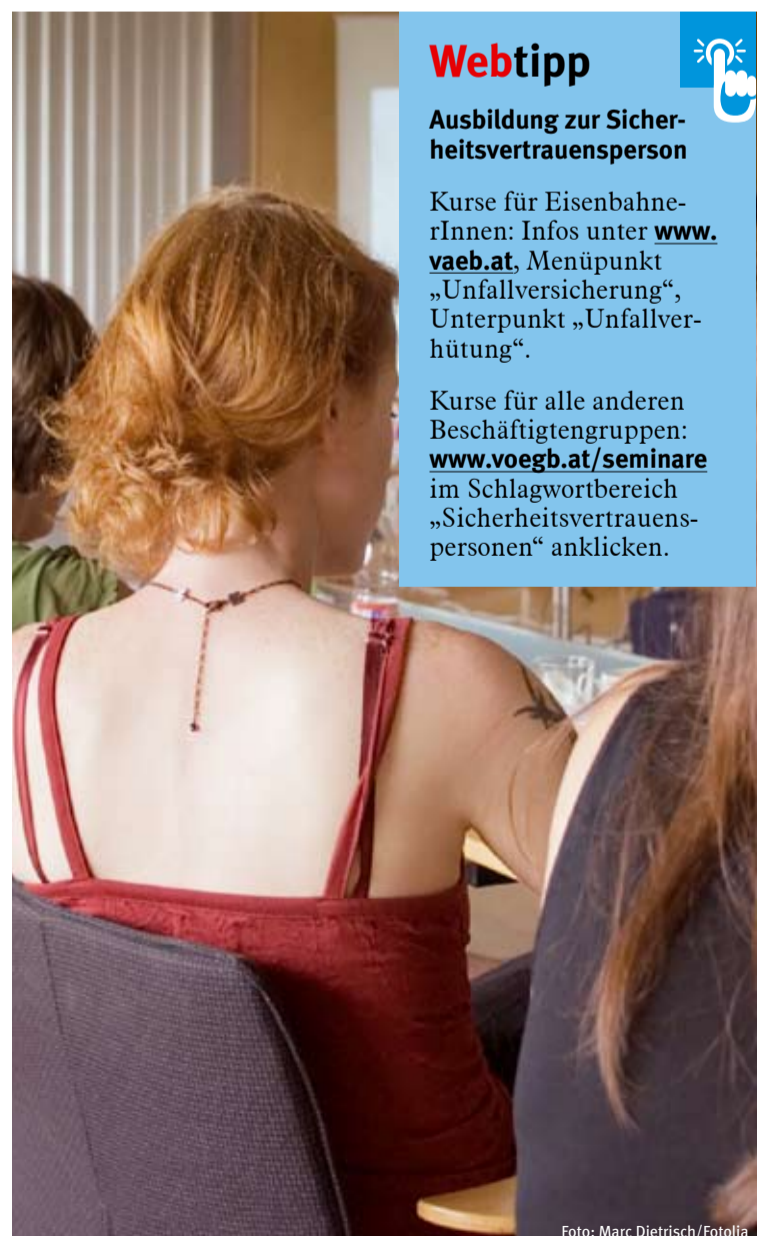 Webtipp
Ausbildung zur Sicher-
heitsvertrauensperson
Kurse für Eisenbahne-
rInnen: Infos unter www.
vaeb.at, Menüpunkt
„Unfallversicherung“,
Unterpunkt „Unfallver-
hütung“.
Kurse für alle anderen
Beschäftigtengruppen:
www.voegb.at/seminare
im Schlagwortbereich
„Sicherheitsvertrauens-
personen“ anklicken.
Foto: Marc Dietrisch/Fotolia